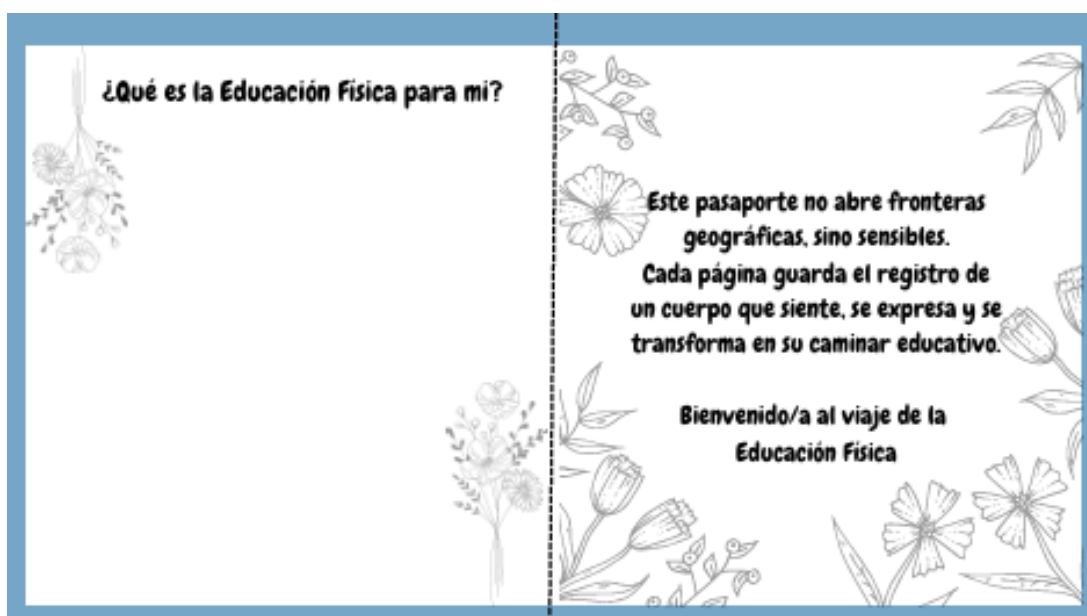 ¿Qué es la Educación Física para mi?
Este pasaporte no abre fronteras
geográficas, sino sensibles.
Cada página guarda el registro de
un cuerpo que siente, se expresa y se
transforma en su caminar educativo.
Bienvenido/a al viaje de la
Educación Física